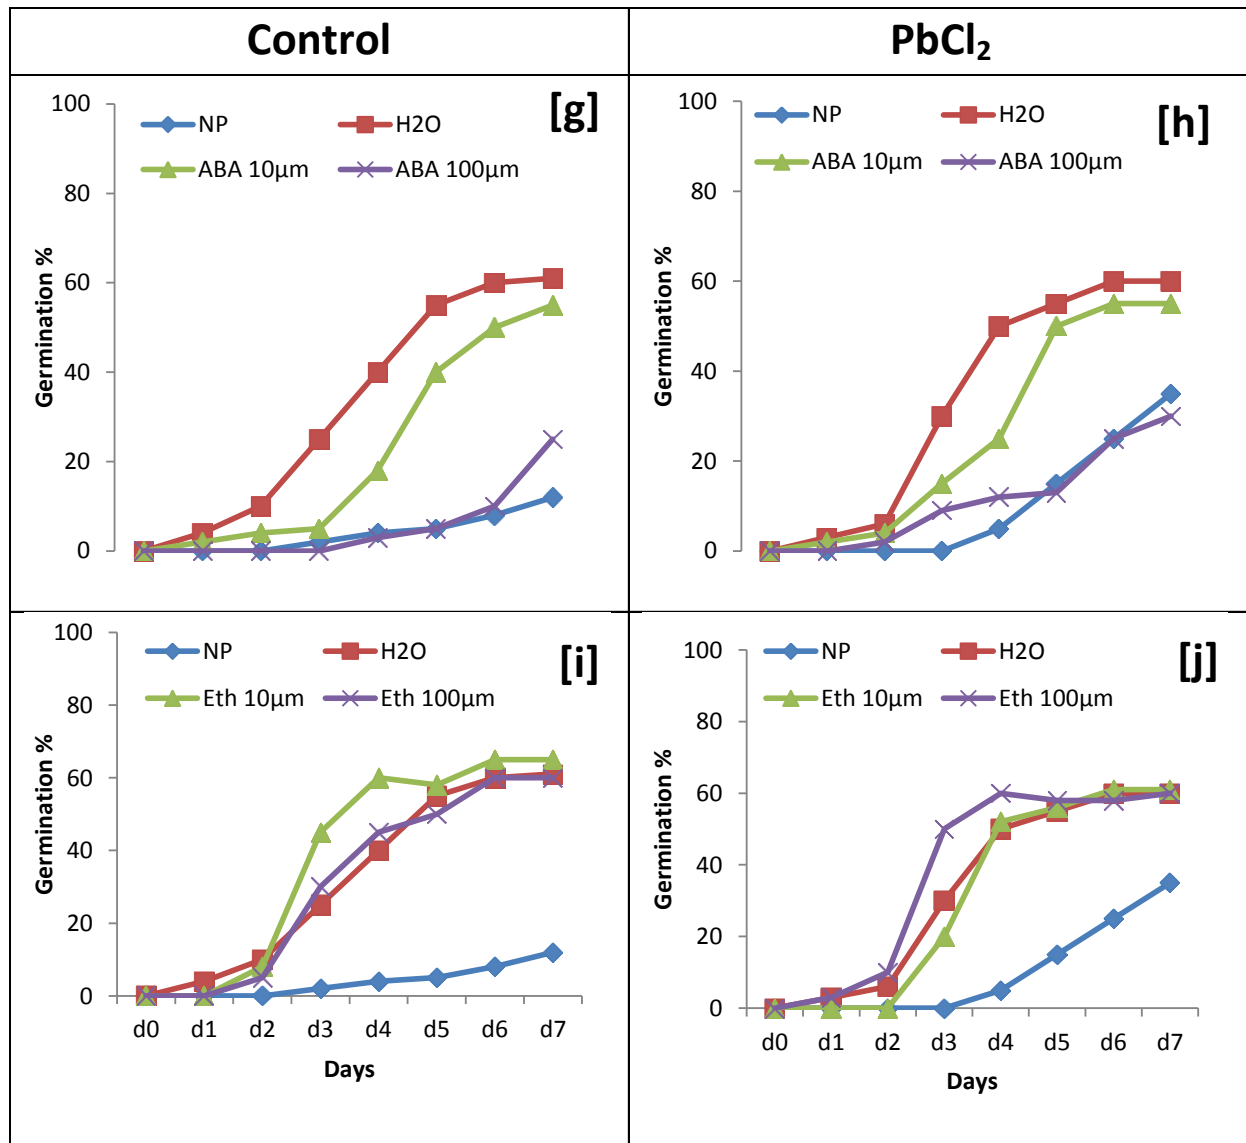 Control
PbCl₂
[g]
NP H2O
ABA 10µm ABA 100µm
100
80
60
40
20
0
Germination %
[h]
NP H2O
ABA 10µm ABA 100µm
100
80
60
40
20
0
Germination %
[i]
NP H2O
Eth 10µm Eth 100µm
100
80
60
40
20
0
Germination %
d0 d1 d2 d3 d4 d5 d6 d7
Days
[j]
NP H2O
Eth 10µm Eth 100µm
100
80
60
40
20
0
Germination %
d0 d1 d2 d3 d4 d5 d6 d7
Days